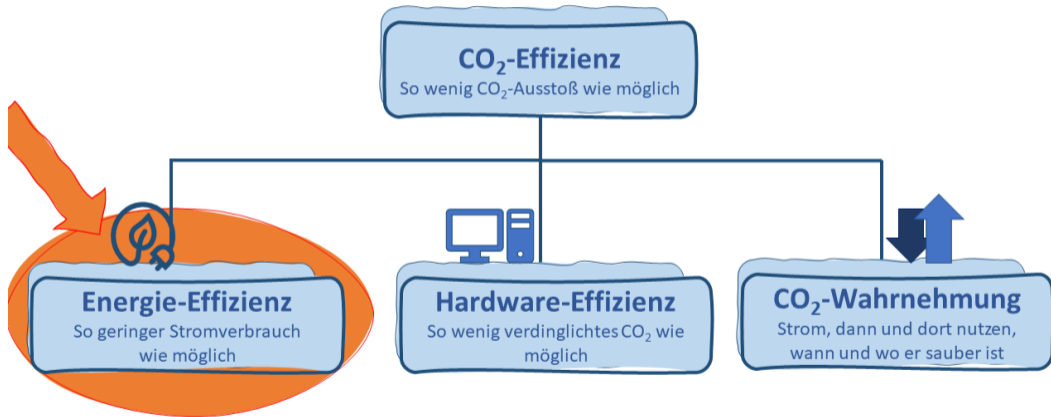 CO₂-Effizienz
So wenig CO₂-Ausstoß wie möglich
Energie-Effizienz
So geringer Stromverbrauch
wie möglich
Hardware-Effizienz
So wenig verdinglichtes CO₂ wie
möglich
CO₂-Wahrnehmung
Strom, dann und dort nutzen,
wann und wo er sauber ist